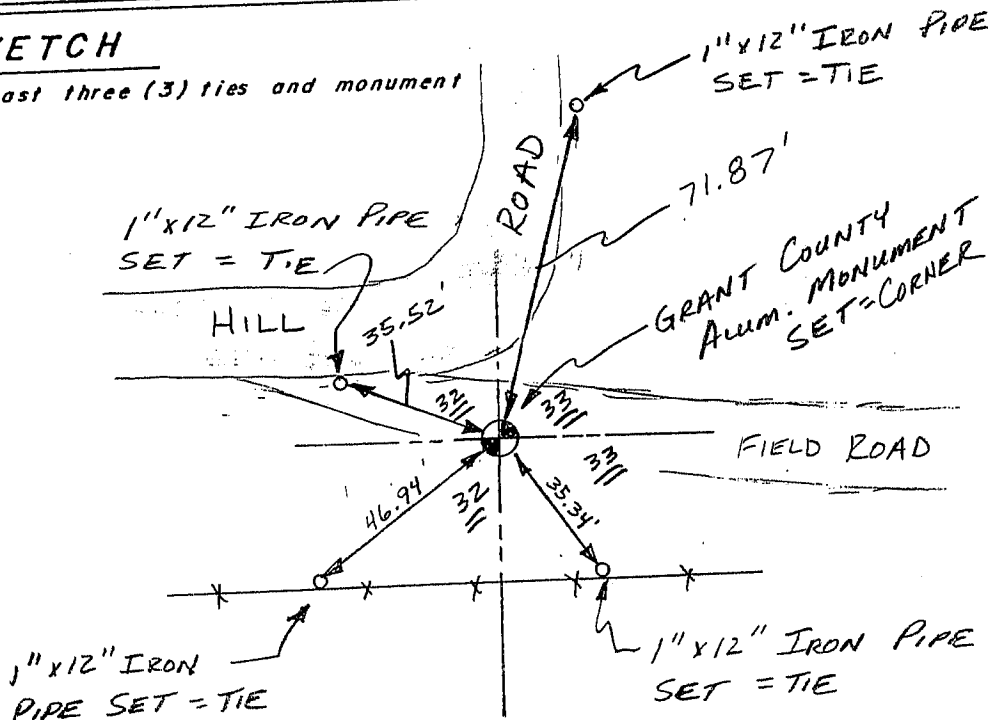 ETCH
ast three (3) ties and monument
1"x12" IRON PIPE
SET = TIE
ROAD
71.87'
1"x12" IRON PIPE
SET = TIE
GRANT COUNTY
ALUM. MONUMENT
SET=CORNER
HILL
35.52'
32
33
FIELD ROAD
33
32
46.94'
35.34'
1"x12" IRON
PIPE SET = TIE
1"x12" IRON PIPE
SET = TIE